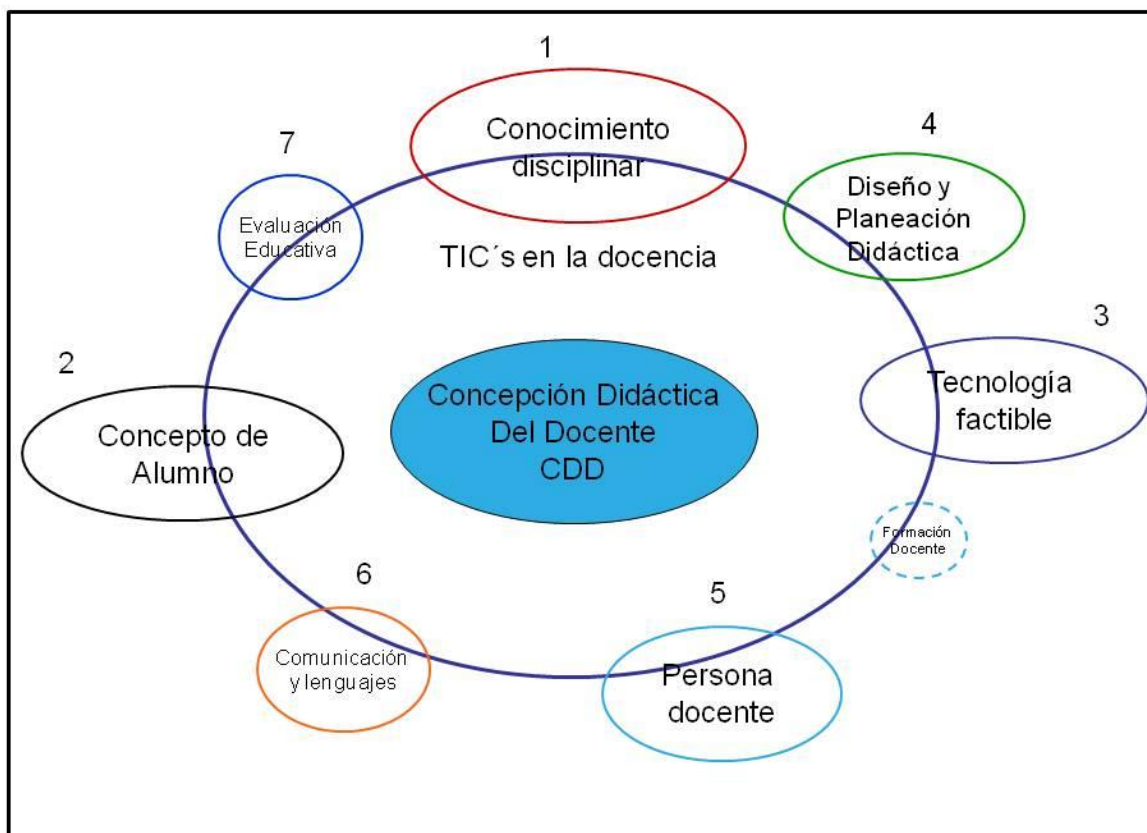 1
Conocimiento
disciplinar
4
Diseño y
Planeación
Didáctica
7
Evaluación
Educativa
TIC´s en la docencia
3
Tecnología
factible
2
Concepto de
Alumno
Concepción Didáctica
Del Docente
CDD
Formación
Docente
6
Comunicación
y lenguajes
5
Persona
docente